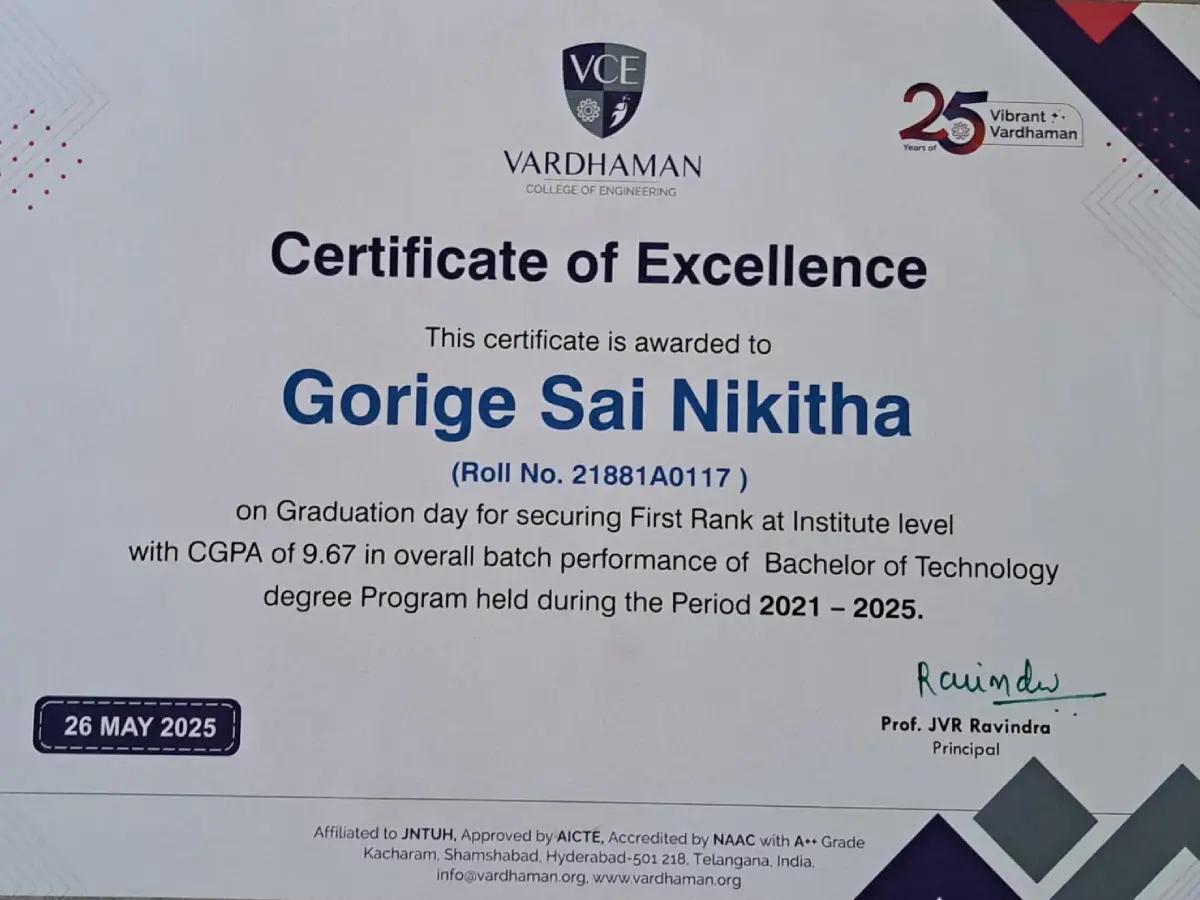 VCE
VARDHAMAN
COLLEGE OF ENGINEERING
25
Years of
Vibrant
Vardhaman
Certificate of Excellence
This certificate is awarded to
Gorige Sai Nikitha
(Roll No. 21881A0117 )
on Graduation day for securing First Rank at Institute level
with CGPA of 9.67 in overall batch performance of Bachelor of Technology
degree Program held during the Period 2021 – 2025.
26 MAY 2025
Ravindra
Prof. JVR Ravindra
Principal
Affiliated to JNTUH, Approved by AICTE, Accredited by NAAC with A++ Grade
Kacharam, Shamshabad, Hyderabad-501 218, Telangana, India.
info@vardhaman.org, www.vardhaman.org